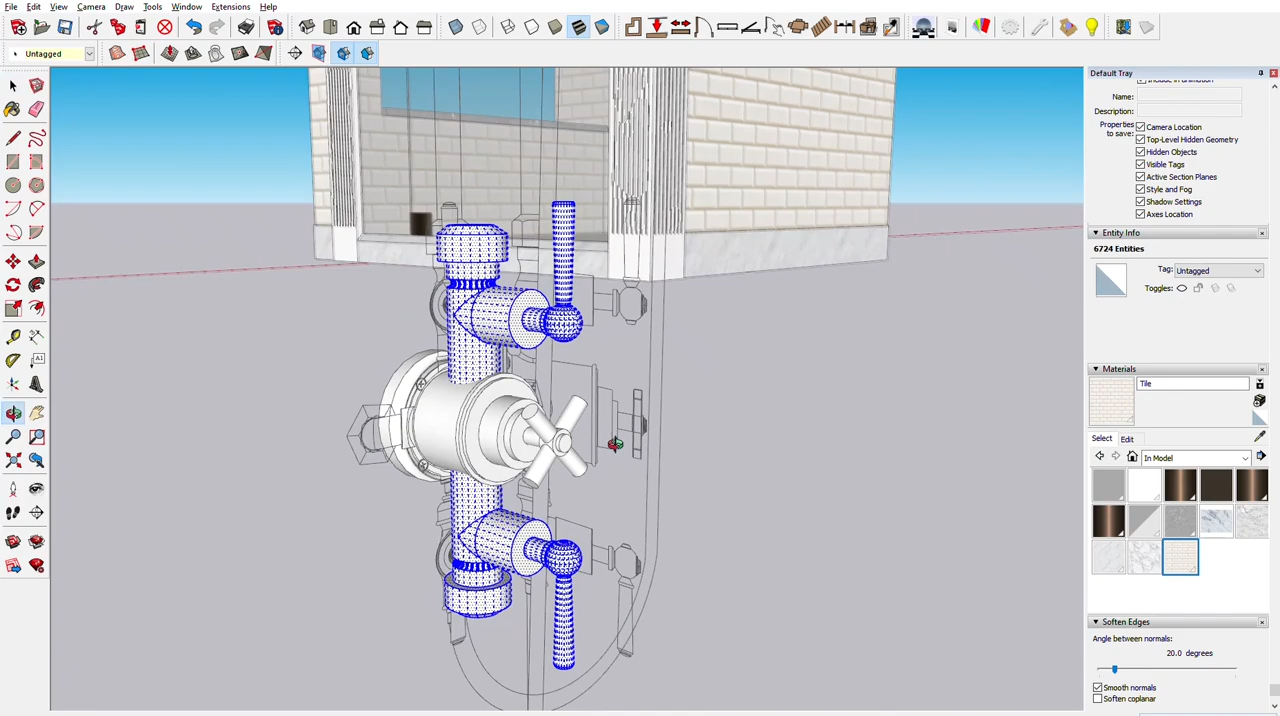 File Edit View Camera Draw Tools Window Extensions Help
Untagged
Default Tray
Include in animation
Name:
Description:
Properties to save:
Camera Location
Top-Level Hidden Geometry
Hidden Objects
Visible Tags
Active Section Planes
Style and Fog
Shadow Settings
Axes Location
Entity Info
6724 Entities
Tag: Untagged
Toggles:
Materials
Tile
Select Edit
In Model
Soften Edges
Angle between normals:
20.0 degrees
Smooth normals
Soften coplanar